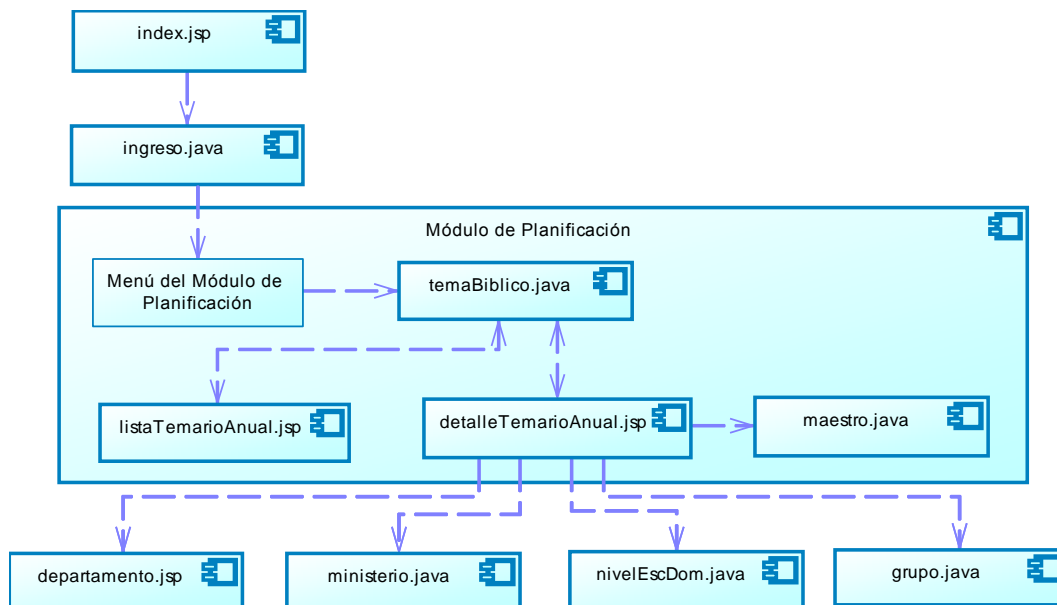 index.jsp
ingreso.java
Módulo de Planificación
Menú del Módulo de
Planificación
temaBiblico.java
listaTemarioAnual.jsp
detalleTemarioAnual.jsp
maestro.java
departamento.jsp
ministerio.java
nivelEscDom.java
grupo.java